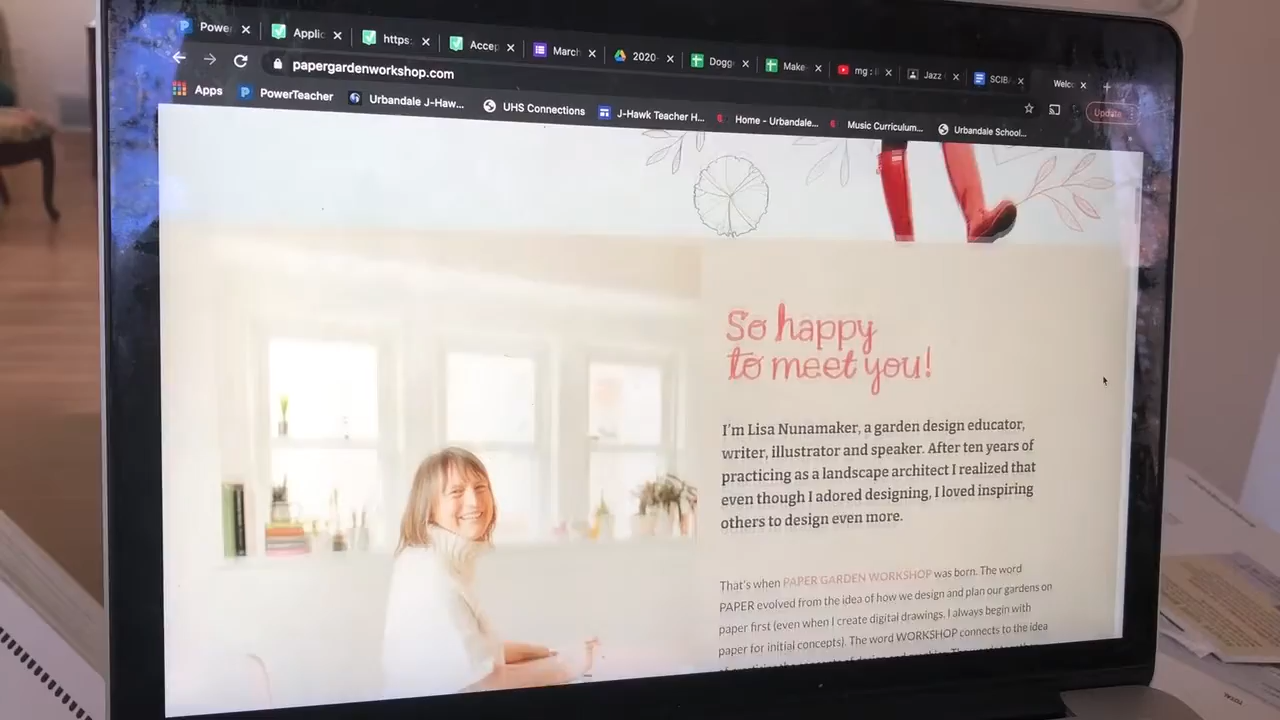 Power
Applic
https:
Accep
March
2020
Dogg
Make-
mg : i
Jazz
SCIB
Welc
papergardenworkshop.com
Update
Apps
PowerTeacher
Urbandale J-Haw...
UHS Connections
J-Hawk Teacher H...
Home - Urbandale...
Music Curriculum...
Urbandale School...
So happy
to meet you!
I'm Lisa Nunamaker, a garden design educator,
writer, illustrator and speaker. After ten years of
practicing as a landscape architect I realized that
even though I adored designing, I loved inspiring
others to design even more.
That's when PAPER GARDEN WORKSHOP was born. The word
PAPER evolved from the idea of how we design and plan our gardens on
paper first (even when I create digital drawings, I always begin with
paper for initial concepts). The word WORKSHOP connects to the idea